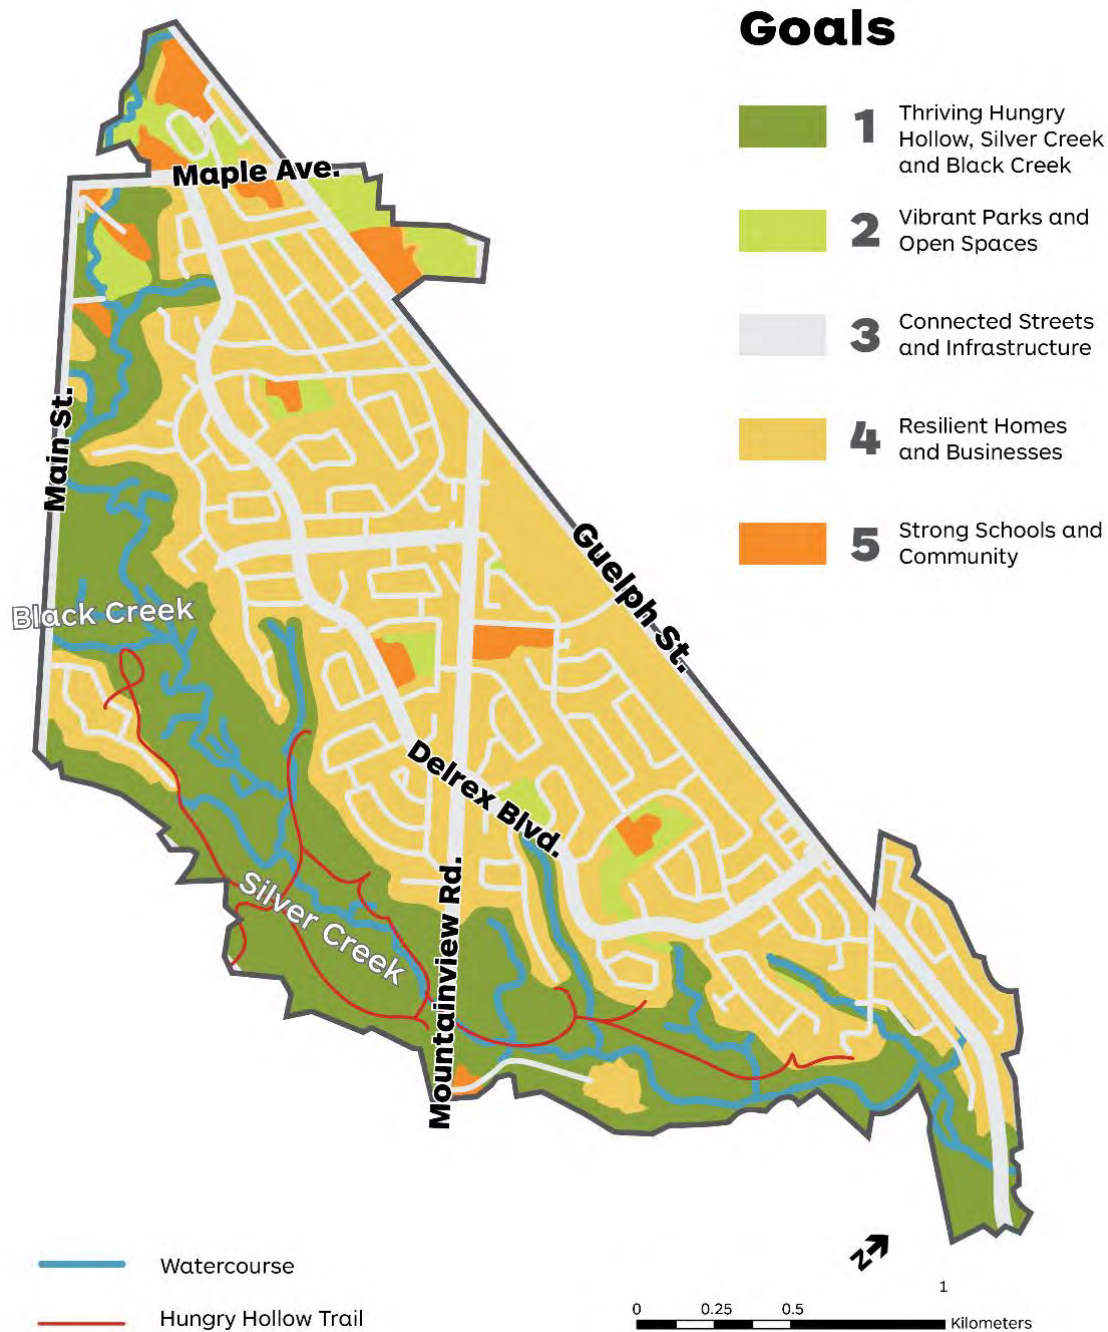 Goals
1
Thriving Hungry
Hollow, Silver Creek
and Black Creek
2
Vibrant Parks and
Open Spaces
3
Connected Streets
and Infrastructure
4
Resilient Homes
and Businesses
5
Strong Schools and
Community
Maple Ave.
Main St.
Guelph St.
Black Creek
Delrex Blvd.
Silver Creek
Mountainview Rd.
Watercourse
Hungry Hollow Trail
N
0 0.25 0.5 1
Kilometers